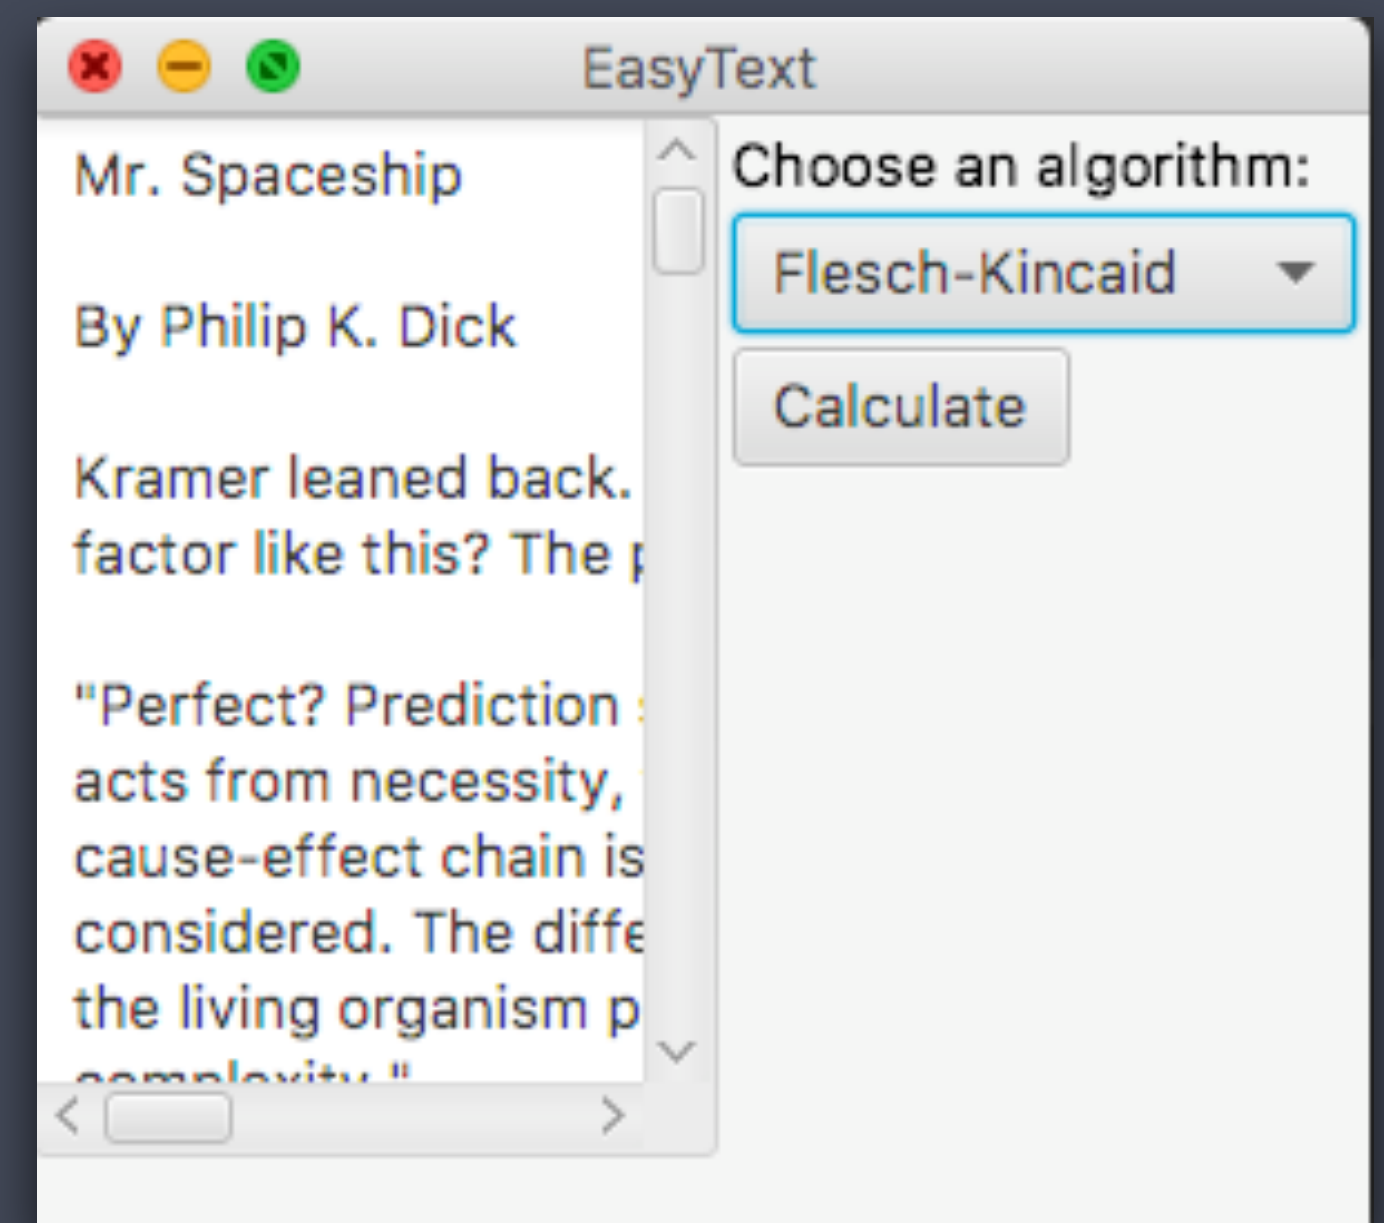 EasyText
Mr. Spaceship
By Philip K. Dick
Kramer leaned back.
factor like this? The
"Perfect? Prediction
acts from necessity,
cause-effect chain is
considered. The
the living organism
complexity."
Choose an algorithm:
Flesch-Kincaid
Calculate